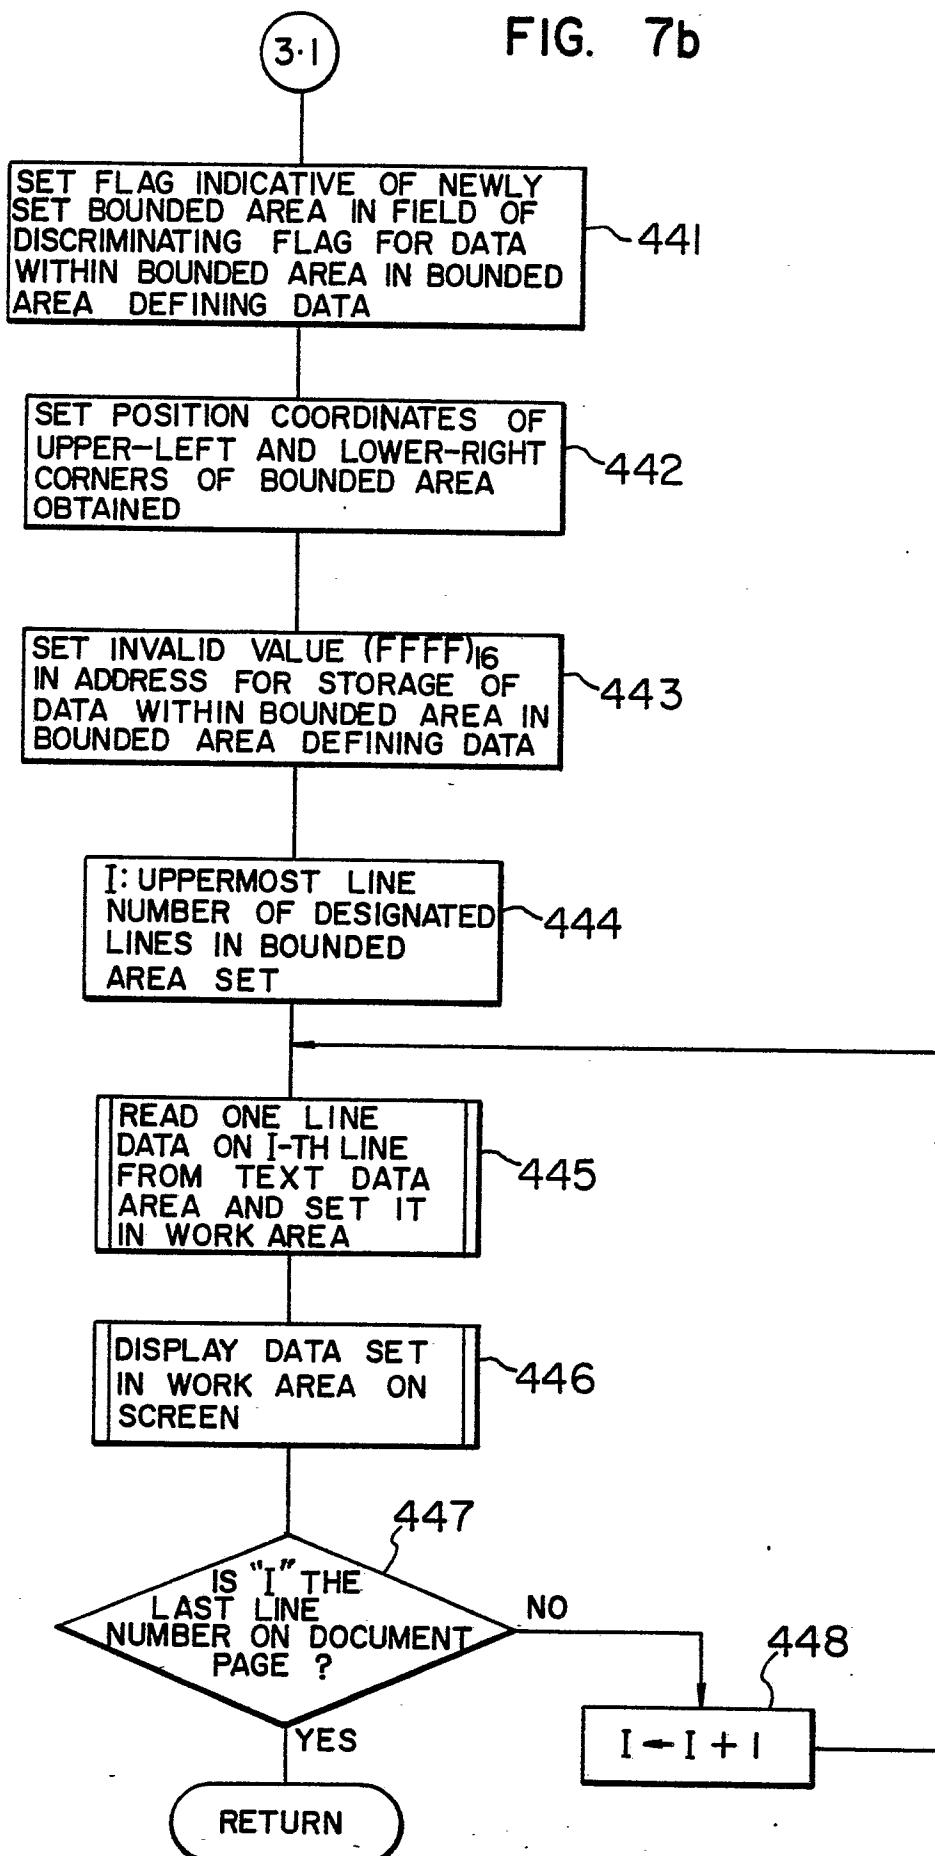 FIG. 7b
3·1
SET FLAG INDICATIVE OF NEWLY
SET BOUNDED AREA IN FIELD OF
DISCRIMINATING FLAG FOR DATA
WITHIN BOUNDED AREA IN BOUNDED
AREA DEFINING DATA
441
SET POSITION COORDINATES OF
UPPER-LEFT AND LOWER-RIGHT
CORNERS OF BOUNDED AREA
OBTAINED
442
SET INVALID VALUE (FFFF)16
IN ADDRESS FOR STORAGE OF
DATA WITHIN BOUNDED AREA IN
BOUNDED AREA DEFINING DATA
443
I: UPPERMOST LINE
NUMBER OF DESIGNATED
LINES IN BOUNDED
AREA SET
444
READ ONE LINE
DATA ON I-TH LINE
FROM TEXT DATA
AREA AND SET IT
IN WORK AREA
445
DISPLAY DATA SET
IN WORK AREA ON
SCREEN
446
447
IS "I" THE
LAST LINE
NUMBER ON DOCUMENT
PAGE ?
NO
448
I ← I + 1
YES
RETURN